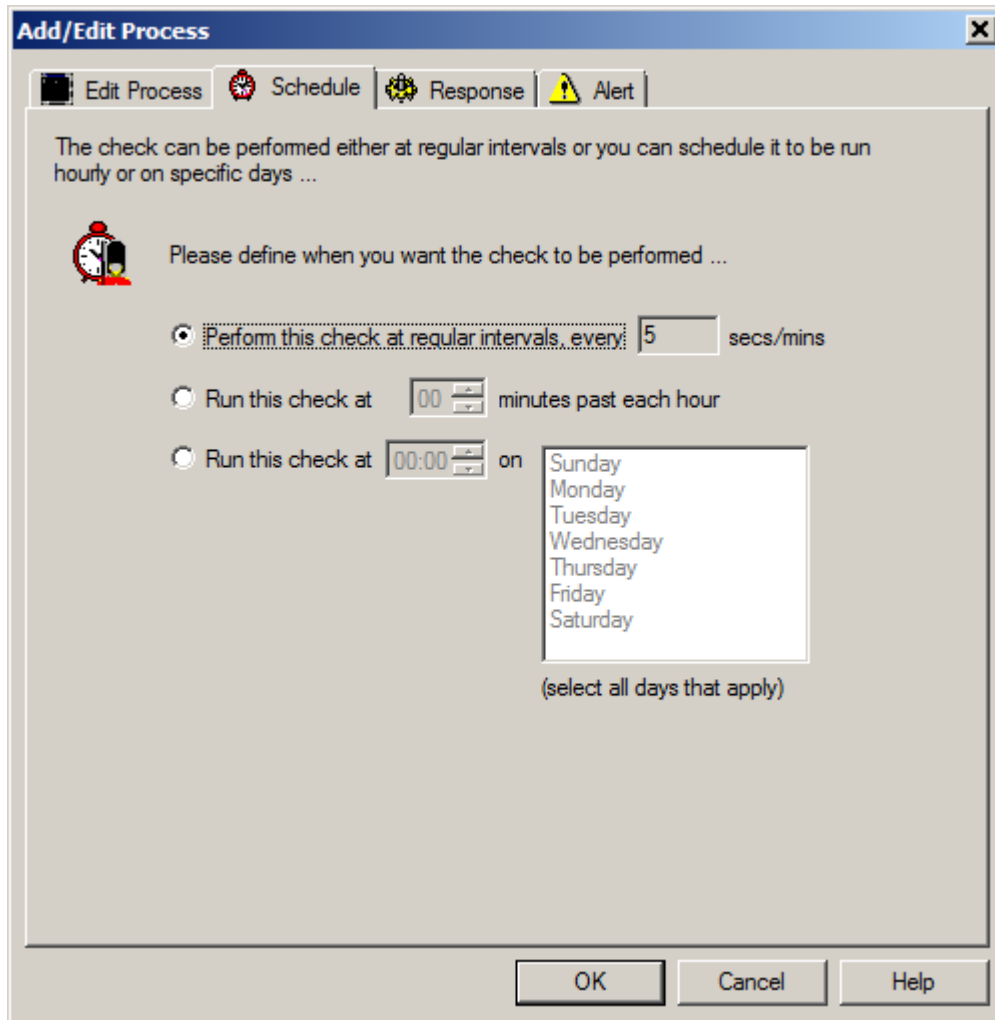 Add/Edit Process
Edit Process Schedule Response Alert
The check can be performed either at regular intervals or you can schedule it to be run
hourly or on specific days ...
Please define when you want the check to be performed ...
Perform this check at regular intervals, every 5 secs/mins
Run this check at 00 minutes past each hour
Run this check at 00:00 on
Sunday
Monday
Tuesday
Wednesday
Thursday
Friday
Saturday
(select all days that apply)
OK Cancel Help